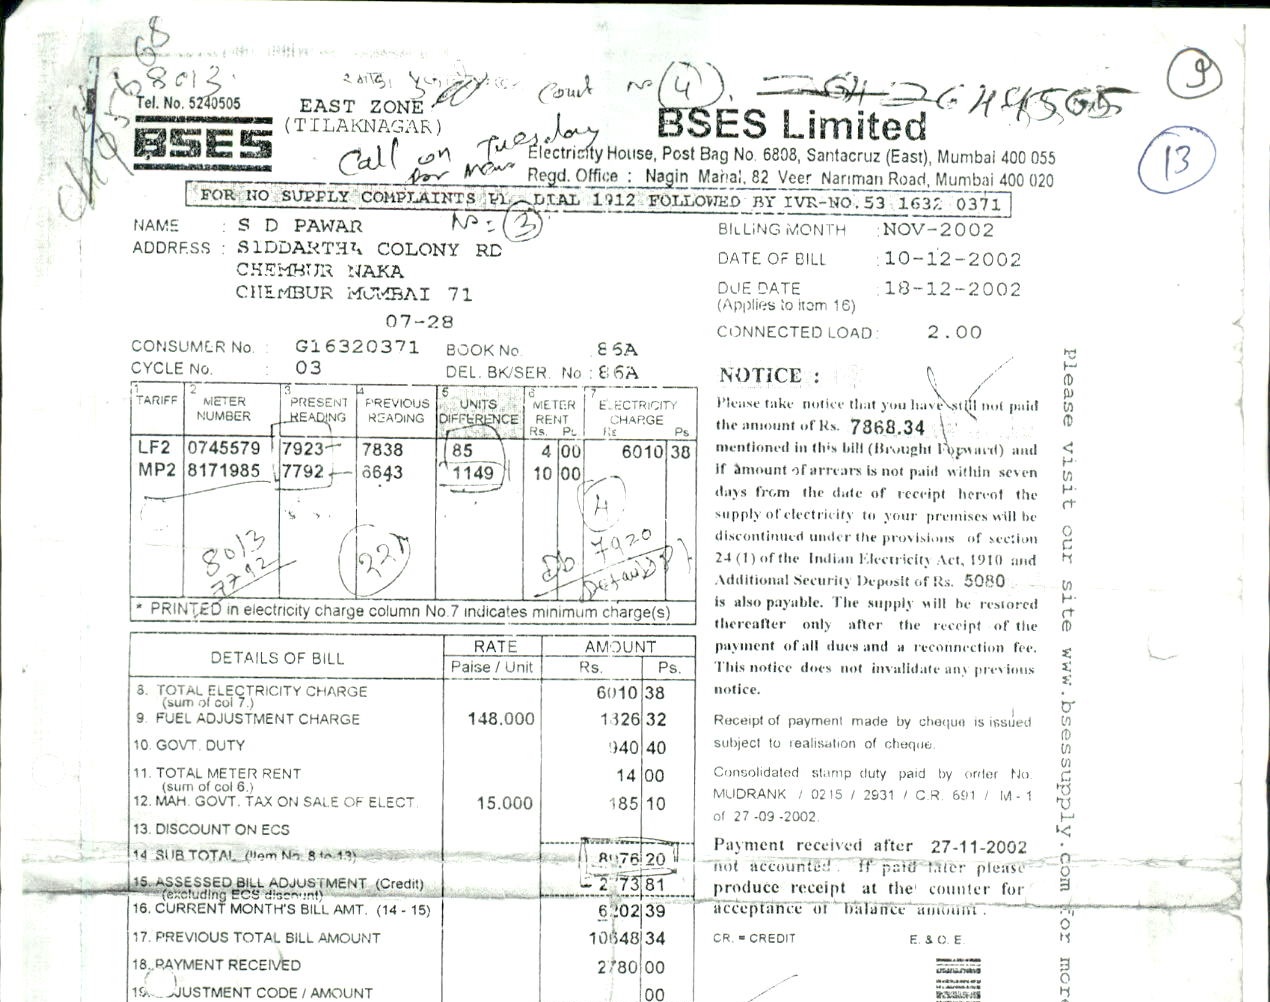 8013
Tel. No. 5240505
BSES
EAST ZONE
(TILAKNAGAR)
Court No (4).
Call on Tuesday
9
13
BSES Limited
Electricity House, Post Bag No. 6808, Santacruz (East), Mumbai 400 055
Regd. Office : Nagin Mahal, 82 Veer Nariman Road, Mumbai 400 020
FOR NO SUPPLY COMPLAINTS PL. DIAL 1912 FOLLOWED BY IVR-NO. 53 1632 0371
NAME : S D PAWAR
No = (3)
ADDRESS : SIDDARTHA COLONY RD
CHEMBUR NAKA
CHEMBUR MUMBAI 71
07-28
CONSUMER No. : G16320371 BOOK No. : 86A
CYCLE No. : 03 DEL. BK/SER. No : 86A
BILLING MONTH : NOV-2002
DATE OF BILL : 10-12-2002
DUE DATE : 18-12-2002
(Applies to item 16)
CONNECTED LOAD: 2.00
1 TARIFF 2 METER NUMBER 3 PRESENT READING 4 PREVIOUS READING 5 UNITS DIFFERENCE 6 METER RENT Rs. Ps. 7 ELECTRICITY CHARGE Rs Ps
LF2 0745579 7923 7838 85 4 00 6010 38
MP2 8171985 7792 6643 1149 10 00
8013
7792
221
4
7920
Default
* PRINTED in electricity charge column No.7 indicates minimum charge(s)
DETAILS OF BILL RATE Paise / Unit AMOUNT Rs. Ps.
8. TOTAL ELECTRICITY CHARGE 6010 38
(sum of col 7.)
9. FUEL ADJUSTMENT CHARGE 148.000 1826 32
10. GOVT. DUTY 940 40
11. TOTAL METER RENT 14 00
(sum of col 6.)
12. MAH. GOVT. TAX ON SALE OF ELECT. 15.000 185 10
13. DISCOUNT ON ECS
14. SUB TOTAL (Item No. 8 to 13) 8976 20
15. ASSESSED BILL ADJUSTMENT (Credit) 2773 81
(excluding ECS discount)
16. CURRENT MONTH'S BILL AMT. (14 - 15) 6202 39
17. PREVIOUS TOTAL BILL AMOUNT 10648 34
18. PAYMENT RECEIVED 2780 00
19. ADJUSTMENT CODE / AMOUNT 00
NOTICE :
Please take notice that you have still not paid
the amount of Rs. 7868.34
mentioned in this bill (Brought Forward) and
if amount of arrears is not paid within seven
days from the date of receipt hereof the
supply of electricity to your premises will be
discontinued under the provisions of section
24 (1) of the Indian Electricity Act, 1910 and
Additional Security Deposit of Rs. 5080
is also payable. The supply will be restored
thereafter only after the receipt of the
payment of all dues and a reconnection fee.
This notice does not invalidate any previous
notice.
Receipt of payment made by cheque is issued
subject to realisation of cheque.
Consolidated stamp duty paid by order No.
MUDRANK / 0215 / 2931 / C.R. 691 / M - 1
of 27 -09 -2002.
Payment received after 27-11-2002
not accounted. If paid later please
produce receipt at the counter for
acceptance of balance amount.
CR. = CREDIT E. & O. E.
Please visit our site www.bsessupply.com for more